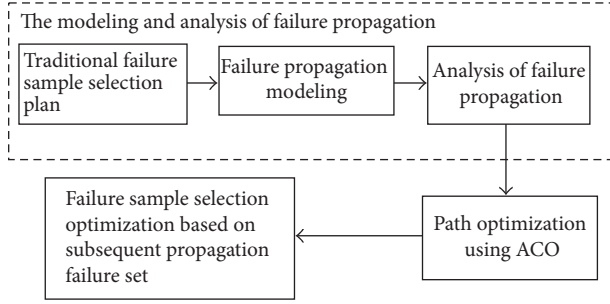 The modeling and analysis of failure propagation
Traditional failure
sample selection
plan
Failure propagation
modeling
Analysis of failure
propagation
Failure sample selection
optimization based on
subsequent propagation
failure set
Path optimization
using ACO